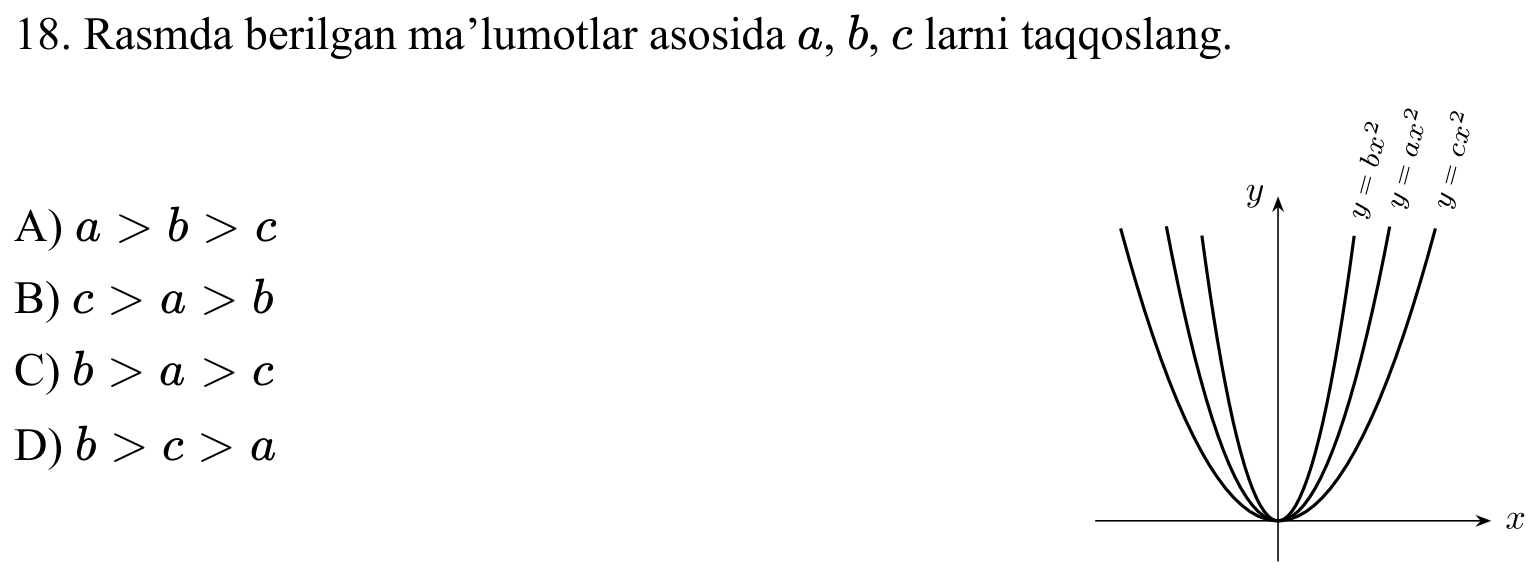 18. Rasmda berilgan ma’lumotlar asosida a, b, c larni taqqoslang.
A) a > b > c
B) c > a > b
C) b > a > c
D) b > c > a
y
y = bx²
y = ax²
y = cx²
x